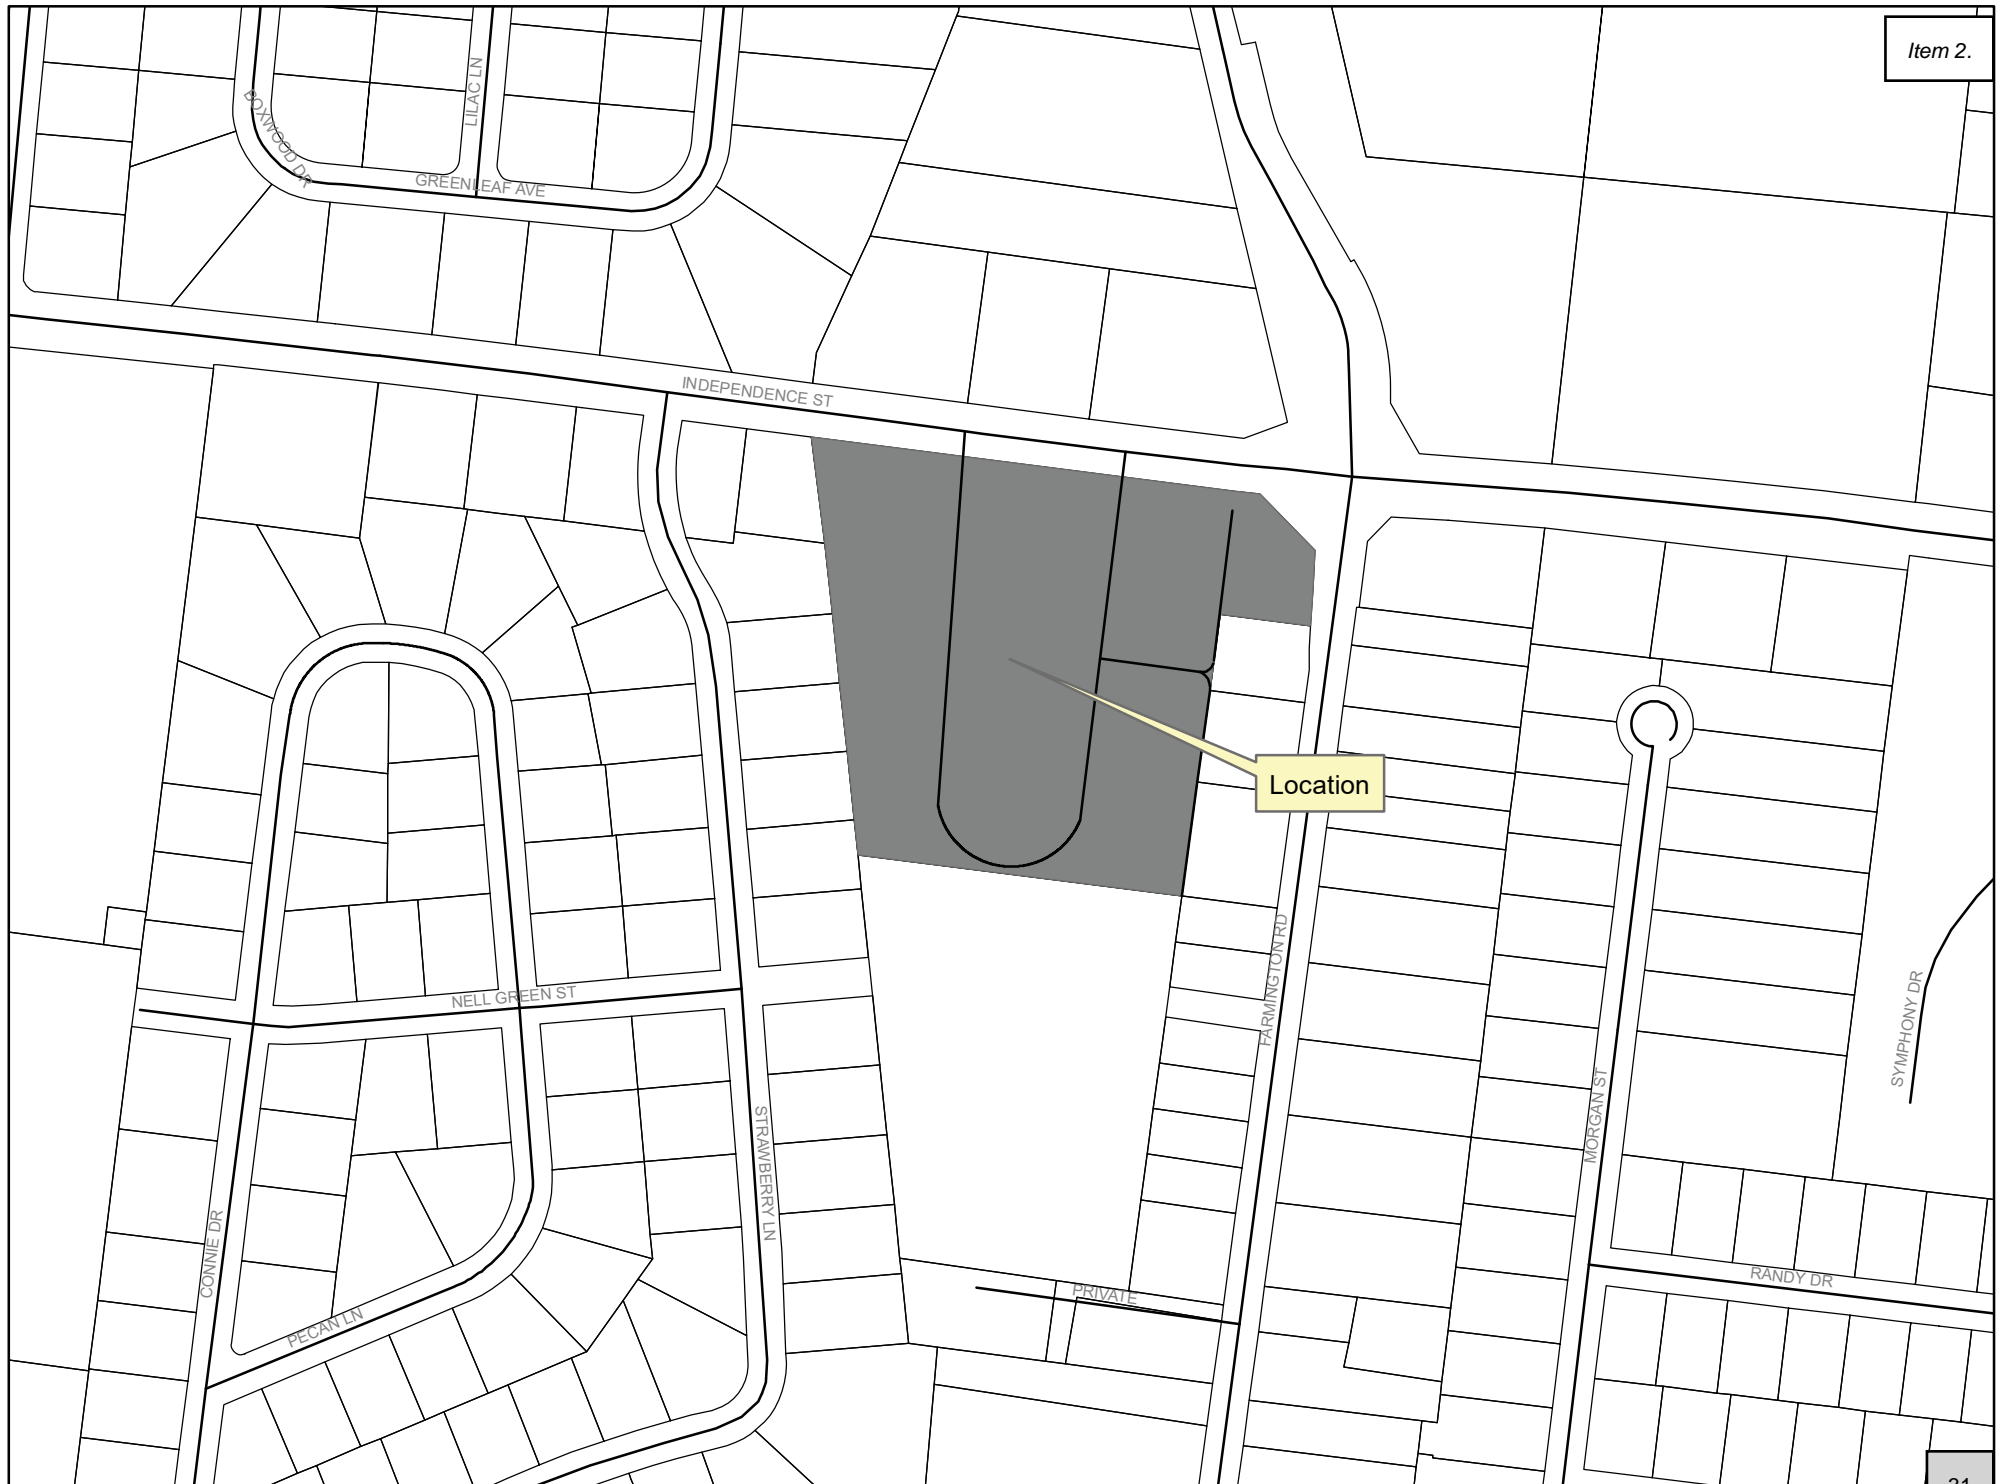 Item 2.
LILAC LN
BOXWOOD DR
GREENLEAF AVE
INDEPENDENCE ST
Location
FARMINGTON RD
SYMPHONY DR
NELL GREEN ST
MORGAN ST
STRAWBERRY LN
CONNIE DR
RANDY DR
PRIVATE
PECAN LN
31